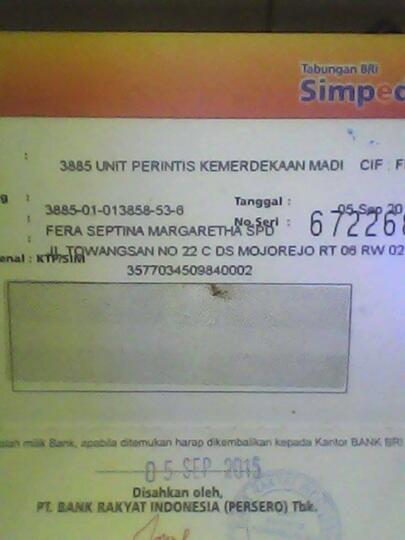 Tabungan BRI
Simped
: 3885 UNIT PERINTIS KEMERDEKAAN MADI CIF : F
g : 3885-01-013858-53-6 Tanggal : 05 Sep 20
: FERA SEPTINA MARGARETHA SPD No.Seri : 672268
JL TOWANGSAN NO 22 C DS MOJOREJO RT 06 RW 02
enal : KTP/SIM
3577034509840002
alah milik Bank, apabila ditemukan harap dikembalikan kepada Kantor BANK BRI
05 SEP 2015
Disahkan oleh,
PT. BANK RAKYAT INDONESIA (PERSERO) Tbk.